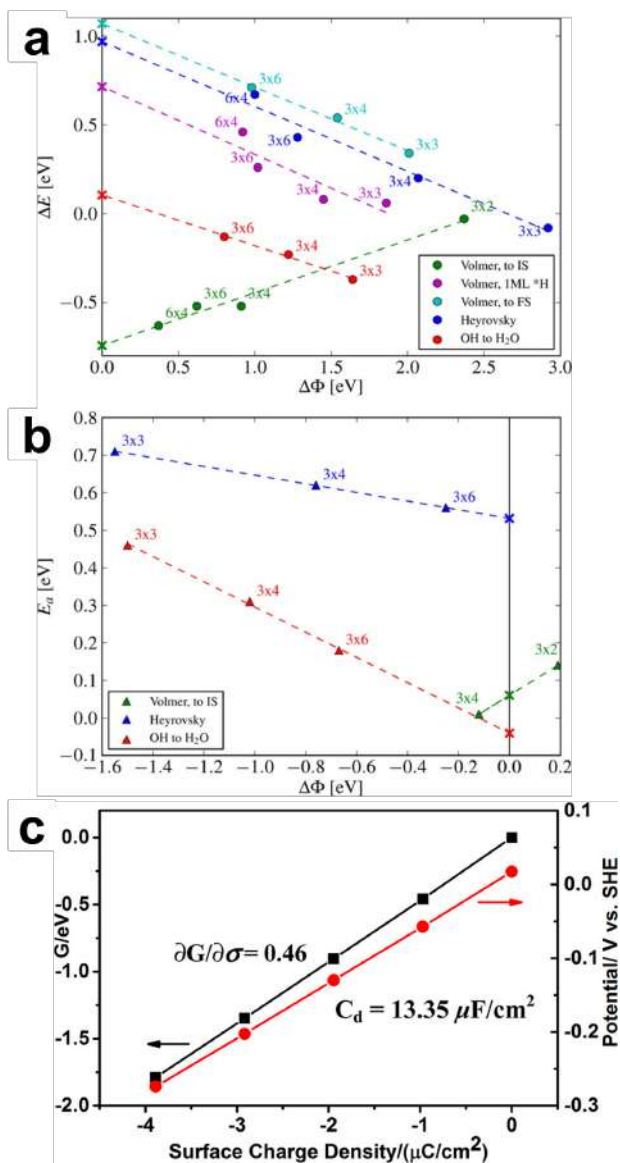 a
1.0
0.5
0.0
−0.5
ΔE [eV]
3x6
6x4
3x4
6x4
3x6
3x3
3x6
3x4
3x4
3x3
3x2
3x3
3x6
3x4
3x3
6x4
3x6
3x4
Volmer, to IS
Volmer, 1ML *H
Volmer, to FS
Heyrovsky
OH to H₂O
0.0 0.5 1.0 1.5 2.0 2.5 3.0
ΔΦ [eV]
b
0.8
0.7
0.6
0.5
0.4
0.3
0.2
0.1
0.0
−0.1
Eₐ [eV]
3x3
3x4
3x6
3x3
3x4
3x6
3x2
3x4
Volmer, to IS
Heyrovsky
OH to H₂O
−1.6 −1.4 −1.2 −1.0 −0.8 −0.6 −0.4 −0.2 0.0 0.2
ΔΦ [eV]
c
0.0
-0.5
-1.0
-1.5
-2.0
G/eV
∂G/∂σ = 0.46
C_d = 13.35 μF/cm²
0.1
0.0
-0.1
-0.2
-0.3
Potential/ V vs. SHE
-4 -3 -2 -1 0
Surface Charge Density/(μC/cm²)